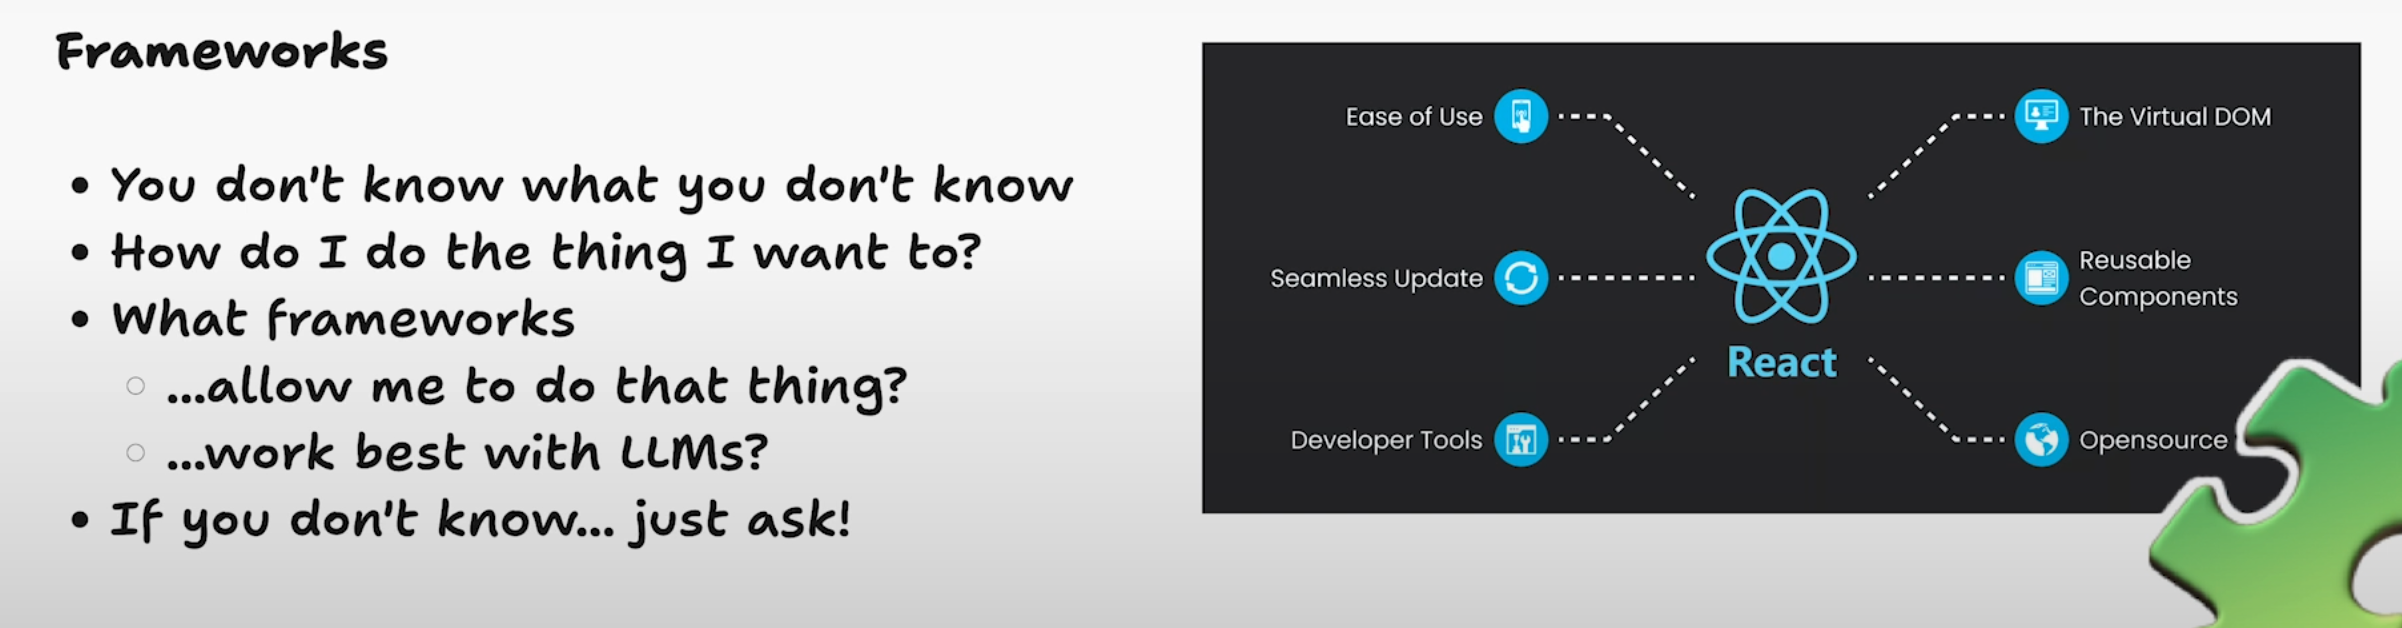 Frameworks
• You don't know what you don't know
• How do I do the thing I want to?
• What frameworks
○ ...allow me to do that thing?
○ ...work best with LLMs?
• If you don't know... just ask!
Ease of Use
Seamless Update
Developer Tools
React
The Virtual DOM
Reusable
Components
Opensource